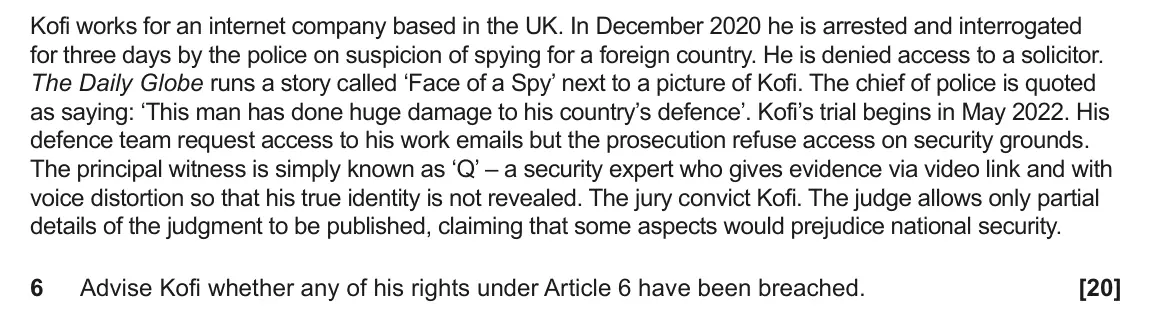 Kofi works for an internet company based in the UK. In December 2020 he is arrested and interrogated
for three days by the police on suspicion of spying for a foreign country. He is denied access to a solicitor.
The Daily Globe runs a story called ‘Face of a Spy’ next to a picture of Kofi. The chief of police is quoted
as saying: ‘This man has done huge damage to his country’s defence’. Kofi’s trial begins in May 2022. His
defence team request access to his work emails but the prosecution refuse access on security grounds.
The principal witness is simply known as ‘Q’ – a security expert who gives evidence via video link and with
voice distortion so that his true identity is not revealed. The jury convict Kofi. The judge allows only partial
details of the judgment to be published, claiming that some aspects would prejudice national security.
6 Advise Kofi whether any of his rights under Article 6 have been breached. [20]